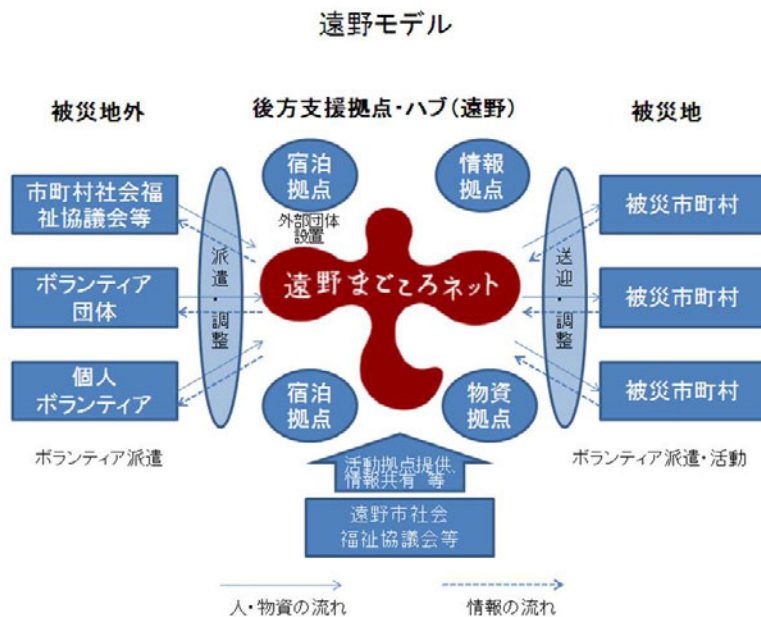 遠野モデル
被災地外
後方支援拠点・ハブ(遠野)
被災地
市町村社会福
祉協議会等
ボランティア
団体
個人
ボランティア
ボランティア派遣
派遣・調整
宿泊
拠点
外部団体
設置
情報
拠点
遠野まごころネット
宿泊
拠点
物資
拠点
活動拠点提供、
情報共有 等
遠野市社会
福祉協議会等
送迎・調整
被災市町村
被災市町村
被災市町村
ボランティア派遣・活動
人・物資の流れ
情報の流れ